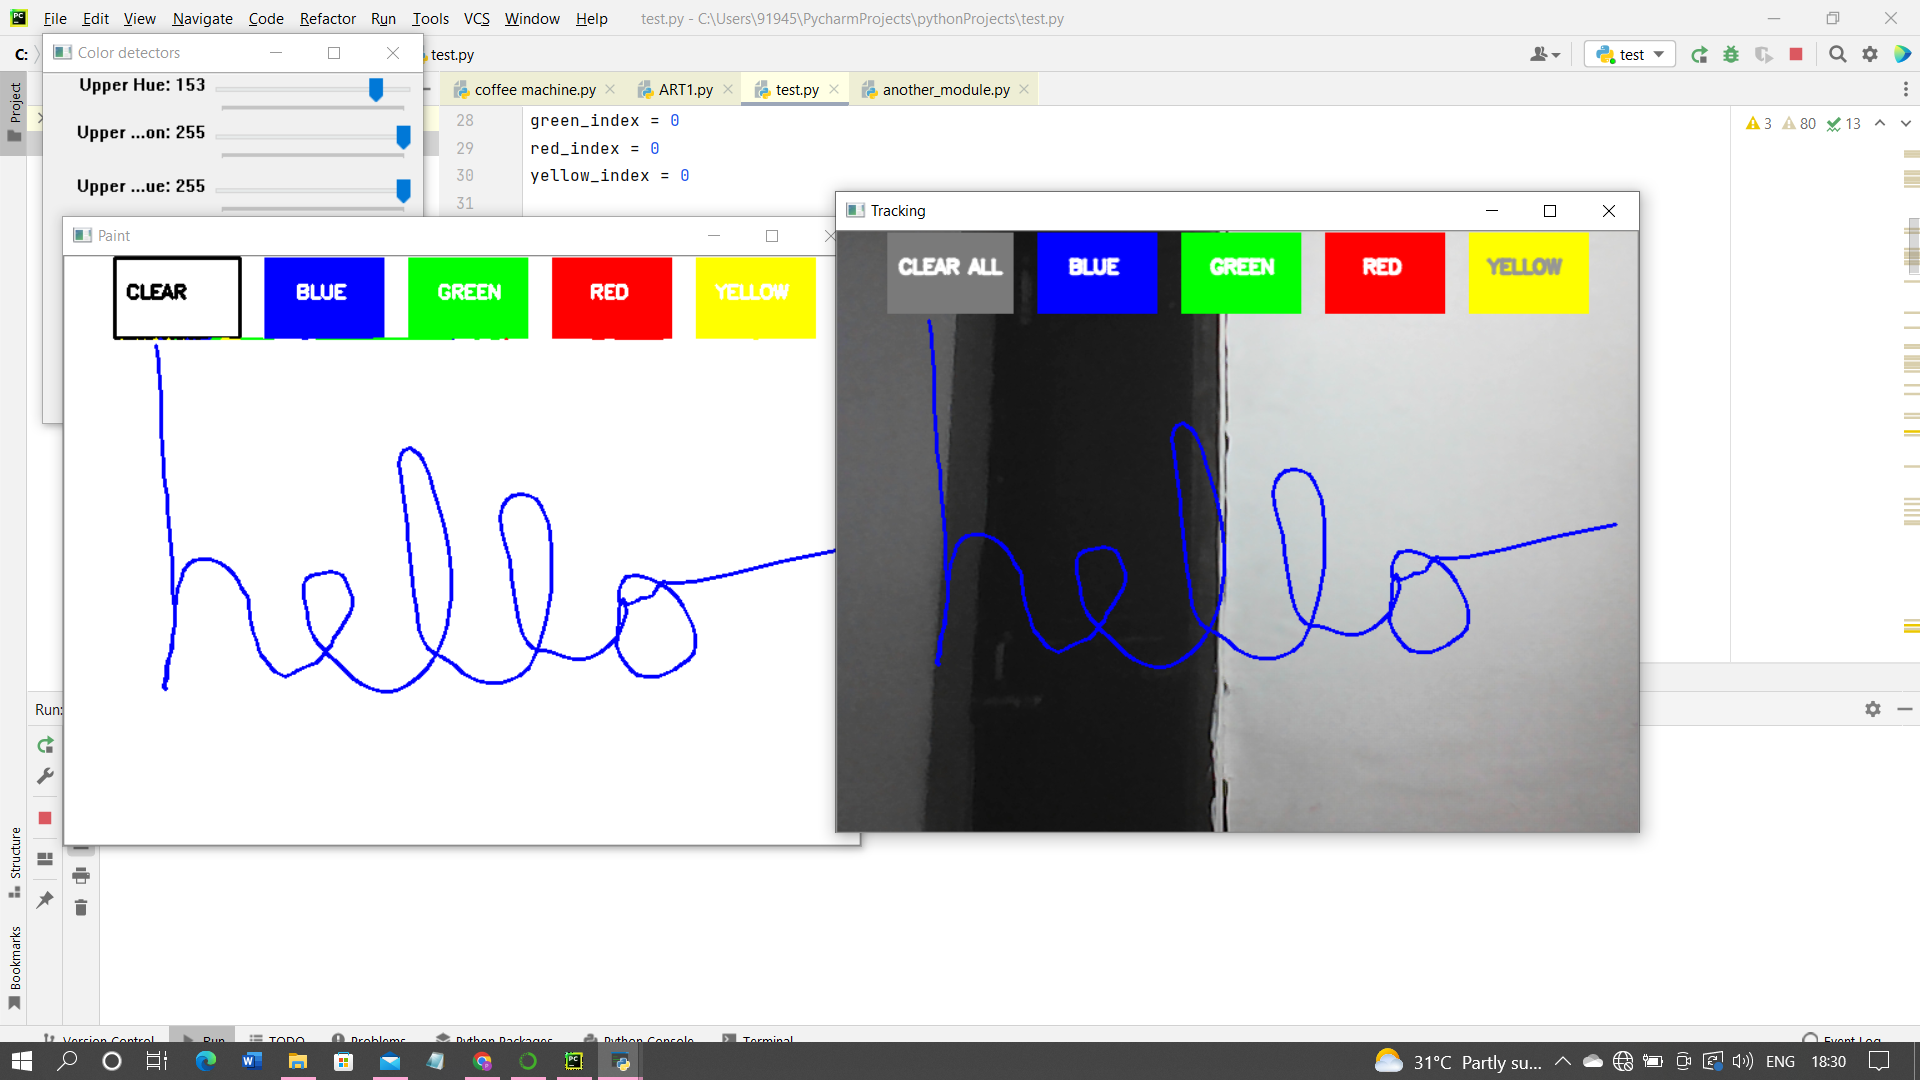 File Edit View Navigate Code Refactor Run Tools VCS Window Help test.py - C:\Users\91945\PycharmProjects\pythonProjects\test.py
C: test.py test
Color detectors
Upper Hue: 153
Upper ...on: 255
Upper ...ue: 255
Project
coffee machine.py ART1.py test.py another_module.py
28 green_index = 0
29 red_index = 0
30 yellow_index = 0
31
3 80 13
Paint
CLEAR BLUE GREEN RED YELLOW
hello
Tracking
CLEAR ALL BLUE GREEN RED YELLOW
hello
Run:
Structure
Bookmarks
Version Control Run TODO Problems Python Packages Python Console Terminal Event Log
31°C Partly su... ENG 18:30